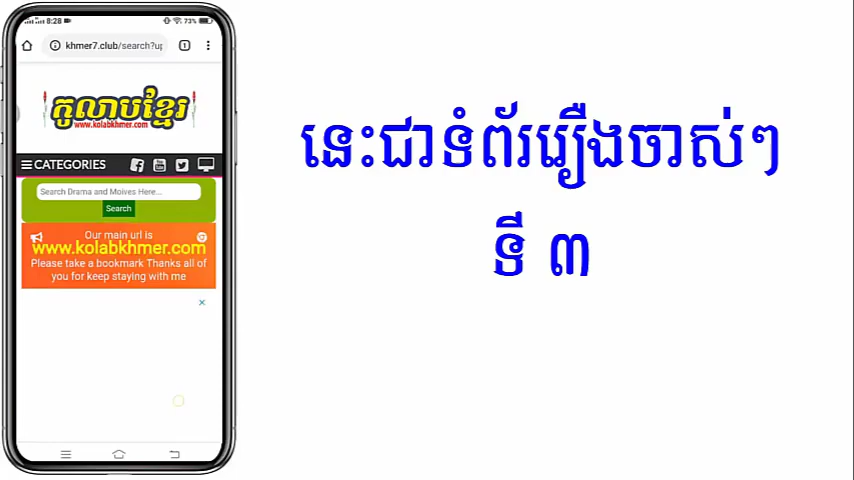 8:28
73%
khmer7.club/search?up
1
កូលាបខ្មែរ
www.kolabkhmer.com
CATEGORIES
Search Drama and Moives Here...
Search
Our main url is
www.kolabkhmer.com
Please take a bookmark Thanks all of
you for keep staying with me
នេះជាទំព័ររឿងចាស់ៗ
ទី ៣